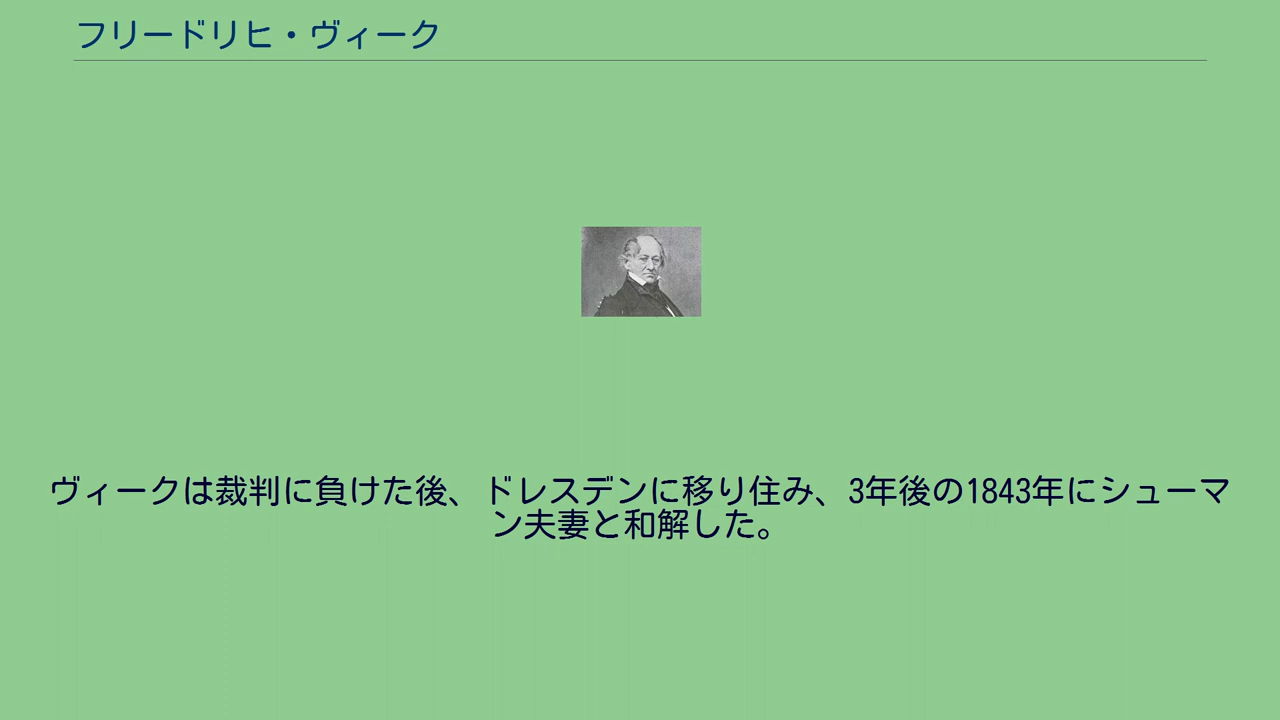 フリードリヒ・ヴィーク
ヴィークは裁判に負けた後、ドレスデンに移り住み、3年後の1843年にシューマ
ン夫妻と和解した。